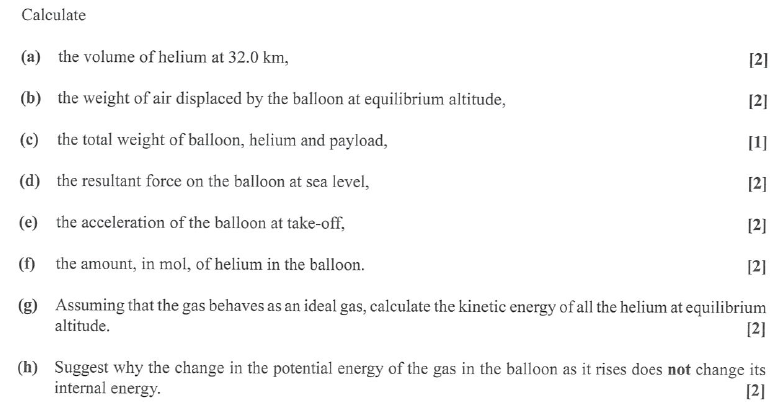 Calculate
(a) the volume of helium at 32.0 km, [2]
(b) the weight of air displaced by the balloon at equilibrium altitude, [2]
(c) the total weight of balloon, helium and payload, [1]
(d) the resultant force on the balloon at sea level, [2]
(e) the acceleration of the balloon at take-off, [2]
(f) the amount, in mol, of helium in the balloon. [2]
(g) Assuming that the gas behaves as an ideal gas, calculate the kinetic energy of all the helium at equilibrium
altitude. [2]
(h) Suggest why the change in the potential energy of the gas in the balloon as it rises does not change its
internal energy. [2]